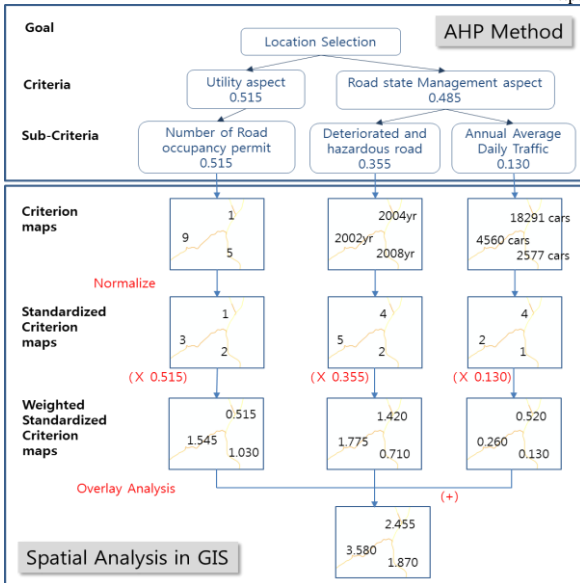 Goal
AHP Method
Location Selection
Criteria
Utility aspect
0.515
Road state Management aspect
0.485
Sub-Criteria
Number of Road
occupancy permit
0.515
Deteriorated and
hazardous road
0.355
Annual Average
Daily Traffic
0.130
Criterion
maps
1
9
5
2004yr
2002yr
2008yr
18291 cars
4560 cars
2577 cars
Normalize
Standardized
Criterion
maps
1
3
2
4
5
2
4
2
1
(X 0.515)
(X 0.355)
(X 0.130)
Weighted
Standardized
Criterion
maps
0.515
1.545
1.030
1.420
1.775
0.710
0.520
0.260
0.130
Overlay Analysis
(+)
2.455
3.580
1.870
Spatial Analysis in GIS